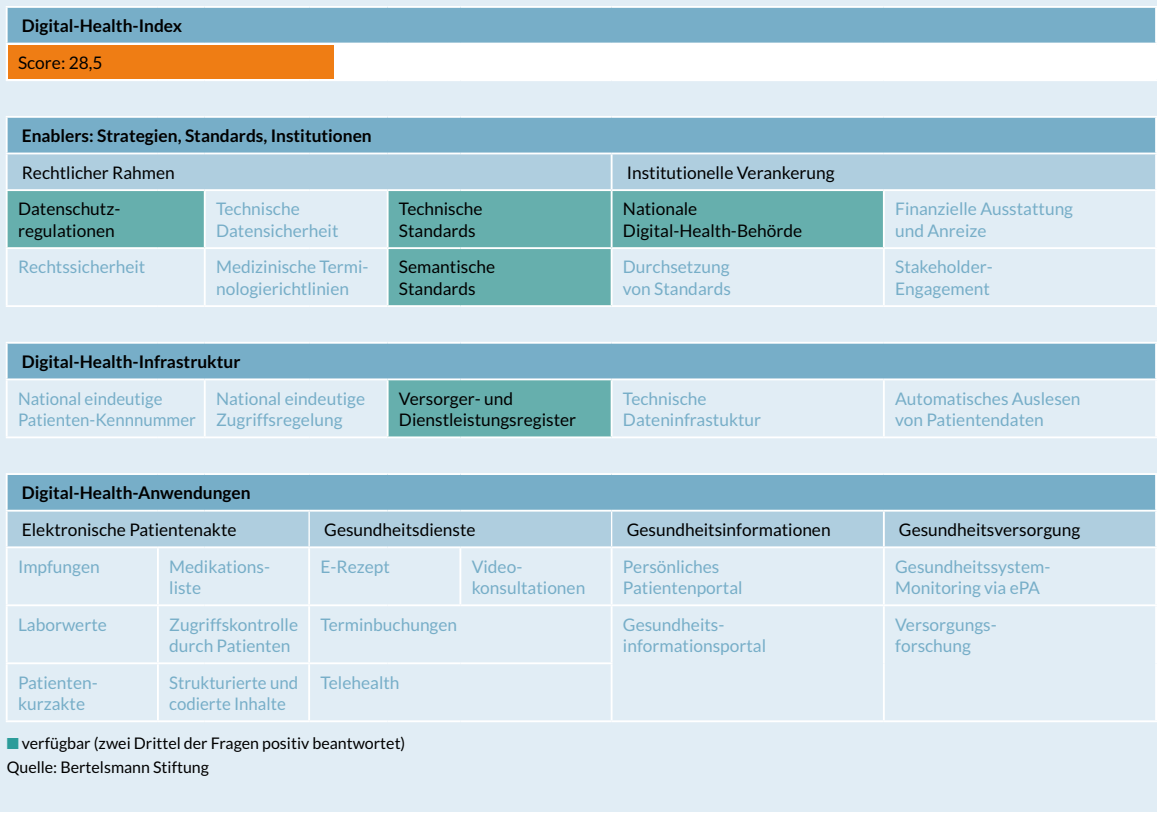 Digital-Health-Index
Score: 28,5
Enablers: Strategien, Standards, Institutionen
Rechtlicher Rahmen
Institutionelle Verankerung
Datenschutz-
regulationen
Technische
Datensicherheit
Technische
Standards
Nationale
Digital-Health-Behörde
Finanzielle Ausstattung
und Anreize
Rechtssicherheit
Medizinische Termi-
nologierichtlinien
Semantische
Standards
Durchsetzung
von Standards
Stakeholder-
Engagement
Digital-Health-Infrastruktur
National eindeutige
Patienten-Kennnummer
National eindeutige
Zugriffsregelung
Versorger- und
Dienstleistungsregister
Technische
Dateninfrastuktur
Automatisches Auslesen
von Patientendaten
Digital-Health-Anwendungen
Elektronische Patientenakte
Gesundheitsdienste
Gesundheitsinformationen
Gesundheitsversorgung
Impfungen
Medikations-
liste
E-Rezept
Video-
konsultationen
Persönliches
Patientenportal
Gesundheitssystem-
Monitoring via ePA
Laborwerte
Zugriffskontrolle
durch Patienten
Terminbuchungen
Gesundheits-
informationsportal
Versorgungs-
forschung
Patienten-
kurzakte
Strukturierte und
codierte Inhalte
Telehealth
verfügbar (zwei Drittel der Fragen positiv beantwortet)
Quelle: Bertelsmann Stiftung